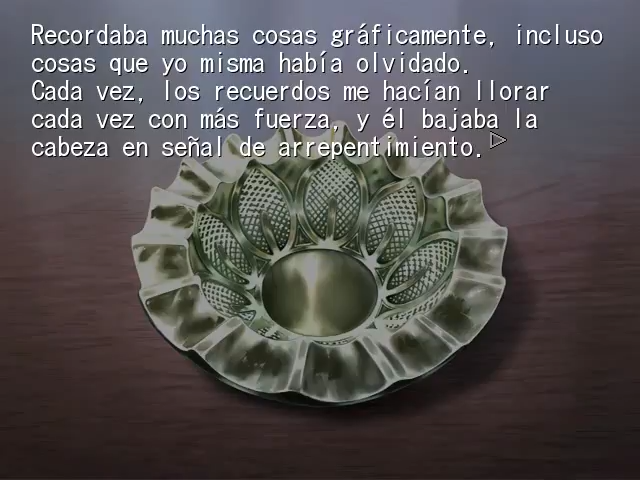 Recordaba muchas cosas gráficamente, incluso
cosas que yo misma había olvidado.
Cada vez, los recuerdos me hacían llorar
cada vez con más fuerza, y él bajaba la
cabeza en señal de arrepentimiento.